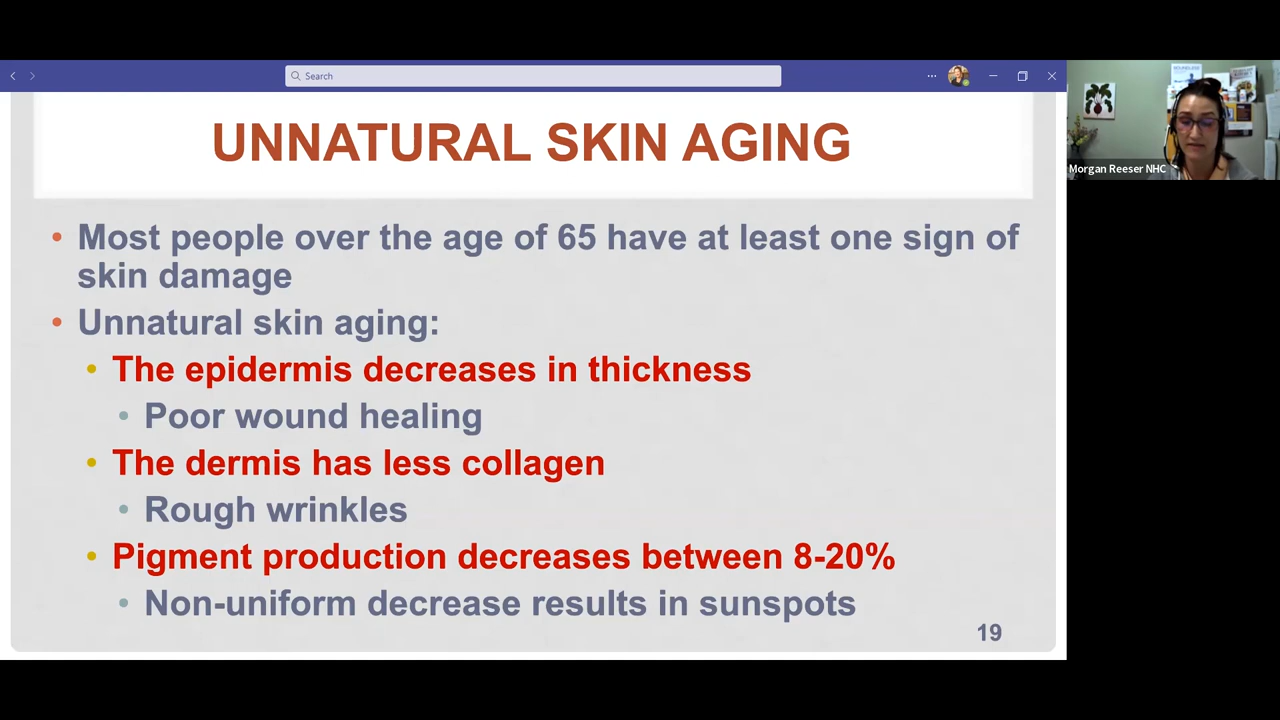 Search
UNNATURAL SKIN AGING
• Most people over the age of 65 have at least one sign of
skin damage
• Unnatural skin aging:
• The epidermis decreases in thickness
• Poor wound healing
• The dermis has less collagen
• Rough wrinkles
• Pigment production decreases between 8-20%
• Non-uniform decrease results in sunspots
19
Morgan Reeser NHC